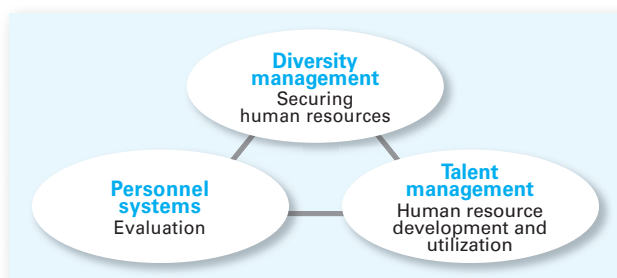 Diversity
management
Securing
human resources
Personnel
systems
Evaluation
Talent
management
Human resource
development and
utilization